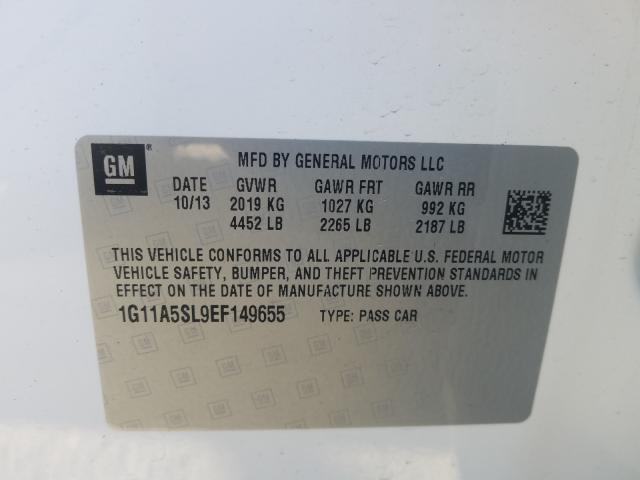 GM ® MFD BY GENERAL MOTORS LLC
DATE GVWR GAWR FRT GAWR RR
10/13 2019 KG 1027 KG 992 KG
4452 LB 2265 LB 2187 LB
THIS VEHICLE CONFORMS TO ALL APPLICABLE U.S. FEDERAL MOTOR
VEHICLE SAFETY, BUMPER, AND THEFT PREVENTION STANDARDS IN
EFFECT ON THE DATE OF MANUFACTURE SHOWN ABOVE.
1G11A5SL9EF149655 TYPE: PASS CAR